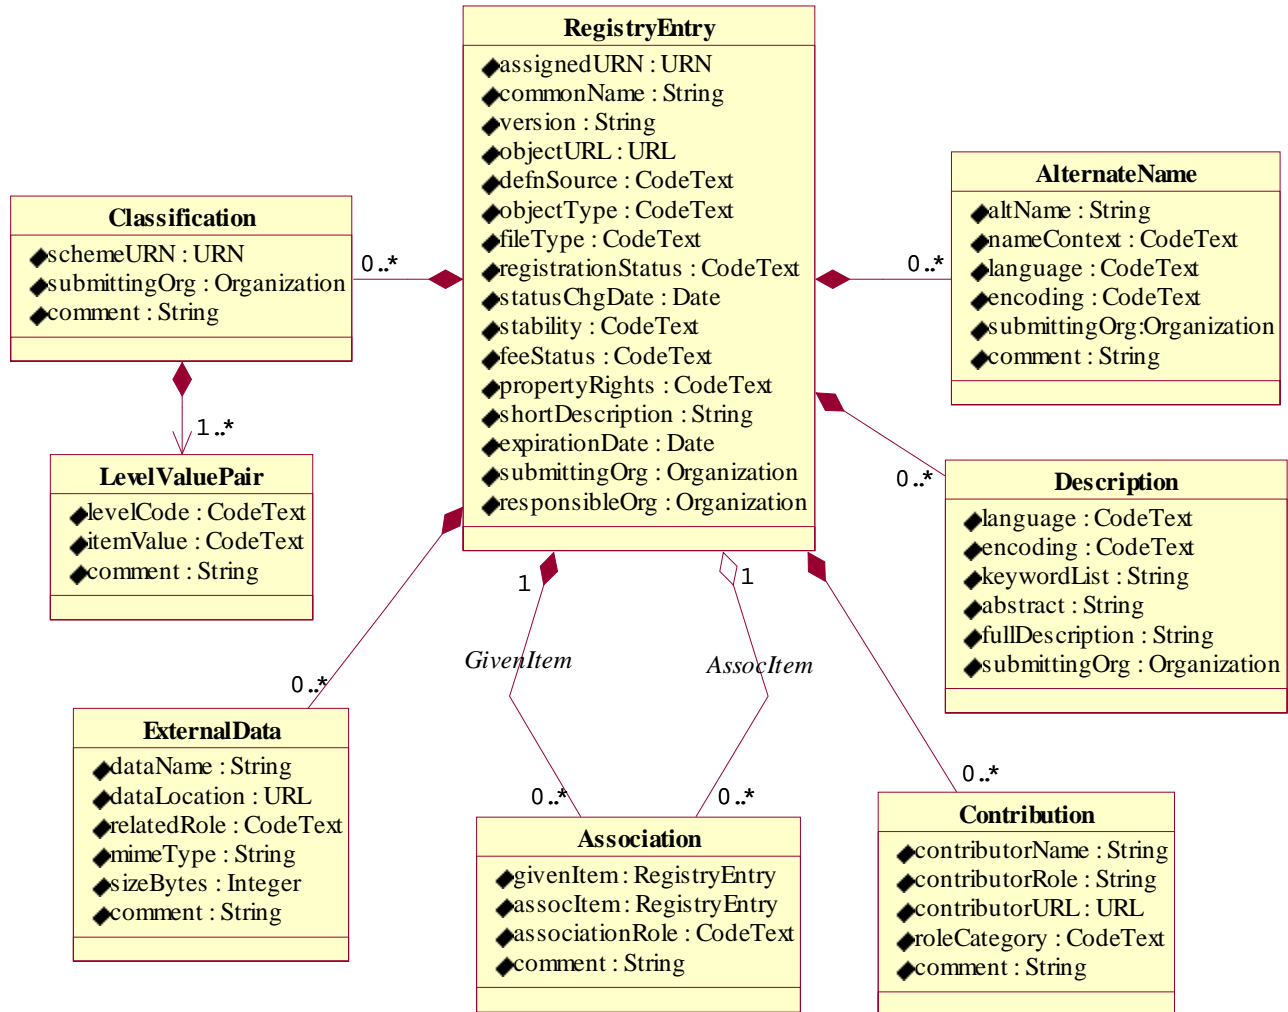 RegistryEntry
assignedURN : URN
commonName : String
version : String
objectURL : URL
defnSource : CodeText
objectType : CodeText
fileType : CodeText
registrationStatus : CodeText
statusChgDate : Date
stability : CodeText
feeStatus : CodeText
propertyRights : CodeText
shortDescription : String
expirationDate : Date
submittingOrg : Organization
responsibleOrg : Organization
Classification
schemeURN : URN
submittingOrg : Organization
comment : String
0..*
1..*
LevelValuePair
levelCode : CodeText
itemValue : CodeText
comment : String
0..*
AlternateName
altName : String
nameContext : CodeText
language : CodeText
encoding : CodeText
submittingOrg:Organization
comment : String
0..*
Description
language : CodeText
encoding : CodeText
keywordList : String
abstract : String
fullDescription : String
submittingOrg : Organization
0..*
ExternalData
dataName : String
dataLocation : URL
relatedRole : CodeText
mimeType : String
sizeBytes : Integer
comment : String
1
GivenItem
0..*
1
AssocItem
0..*
Association
givenItem : RegistryEntry
assocItem : RegistryEntry
associationRole : CodeText
comment : String
0..*
Contribution
contributorName : String
contributorRole : String
contributorURL : URL
roleCategory : CodeText
comment : String